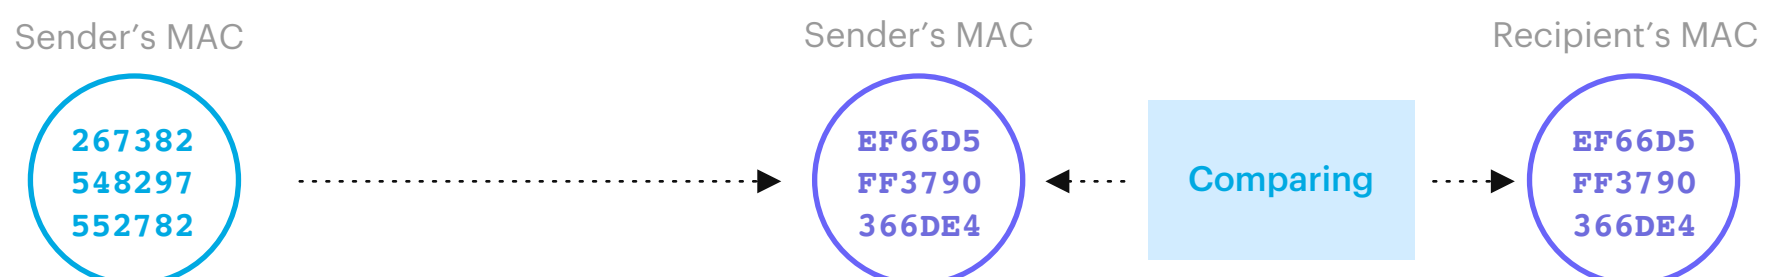 Sender’s MAC
Sender’s MAC
Recipient’s MAC
267382
548297
552782
EF66D5
FF3790
366DE4
Comparing
EF66D5
FF3790
366DE4